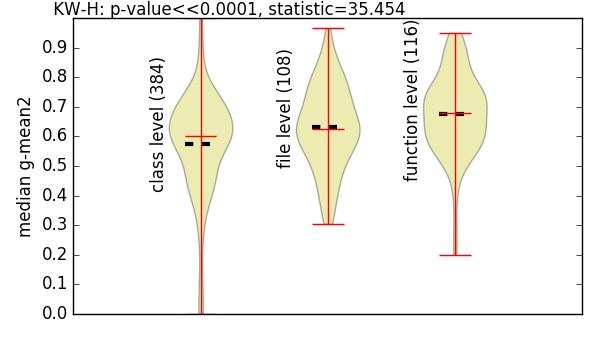 KW-H: p-value<<0.0001, statistic=35.454
median g-mean2
0.9
0.8
0.7
0.6
0.5
0.4
0.3
0.2
0.1
0.0
class level (384)
file level (108)
function level (116)